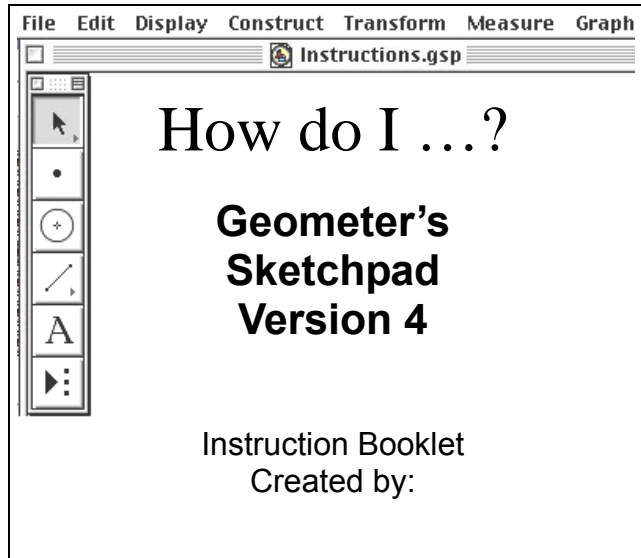 File Edit Display Construct Transform Measure Graph
Instructions.gsp
How do I …?
Geometer’s
Sketchpad
Version 4
A
Instruction Booklet
Created by: